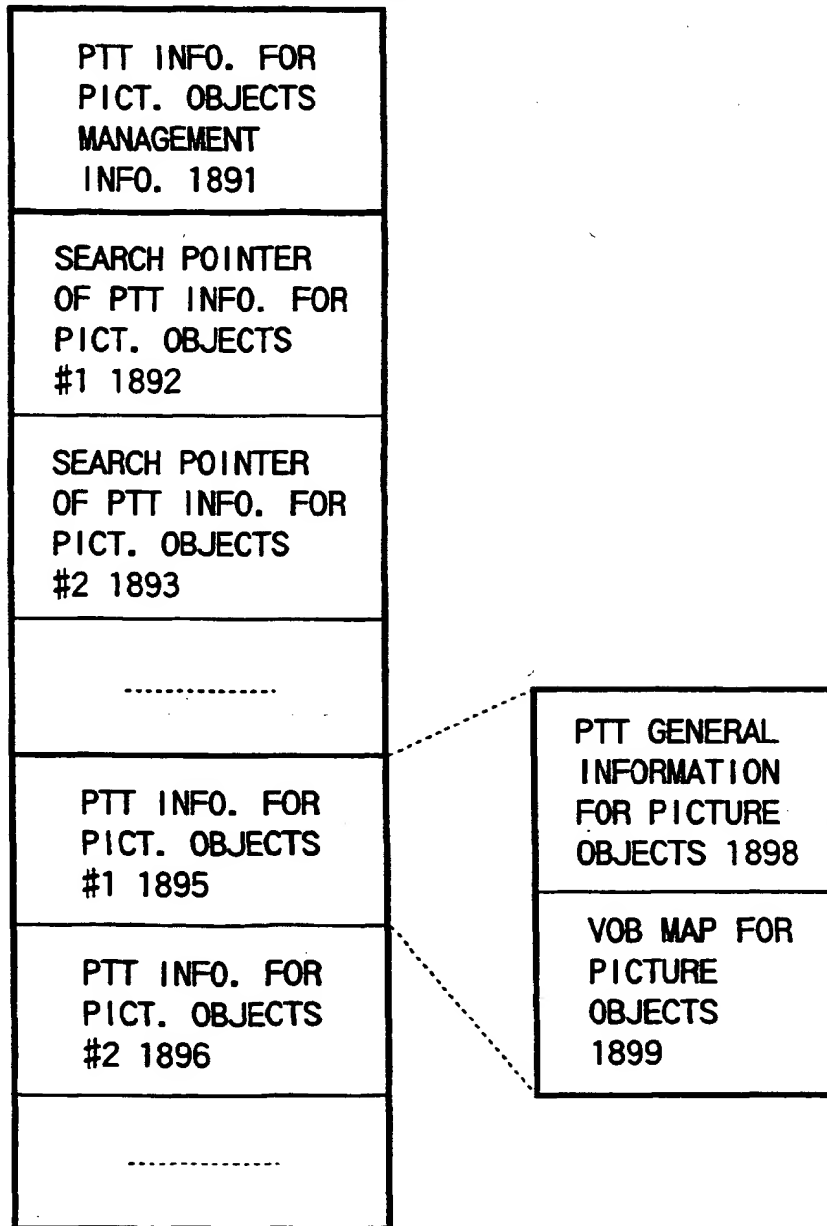 PTT INFO. FOR
PICT. OBJECTS
MANAGEMENT
INFO. 1891
SEARCH POINTER
OF PTT INFO. FOR
PICT. OBJECTS
#1 1892
SEARCH POINTER
OF PTT INFO. FOR
PICT. OBJECTS
#2 1893
PTT INFO. FOR
PICT. OBJECTS
#1 1895
PTT INFO. FOR
PICT. OBJECTS
#2 1896
PTT GENERAL
INFORMATION
FOR PICTURE
OBJECTS 1898
VOB MAP FOR
PICTURE
OBJECTS
1899